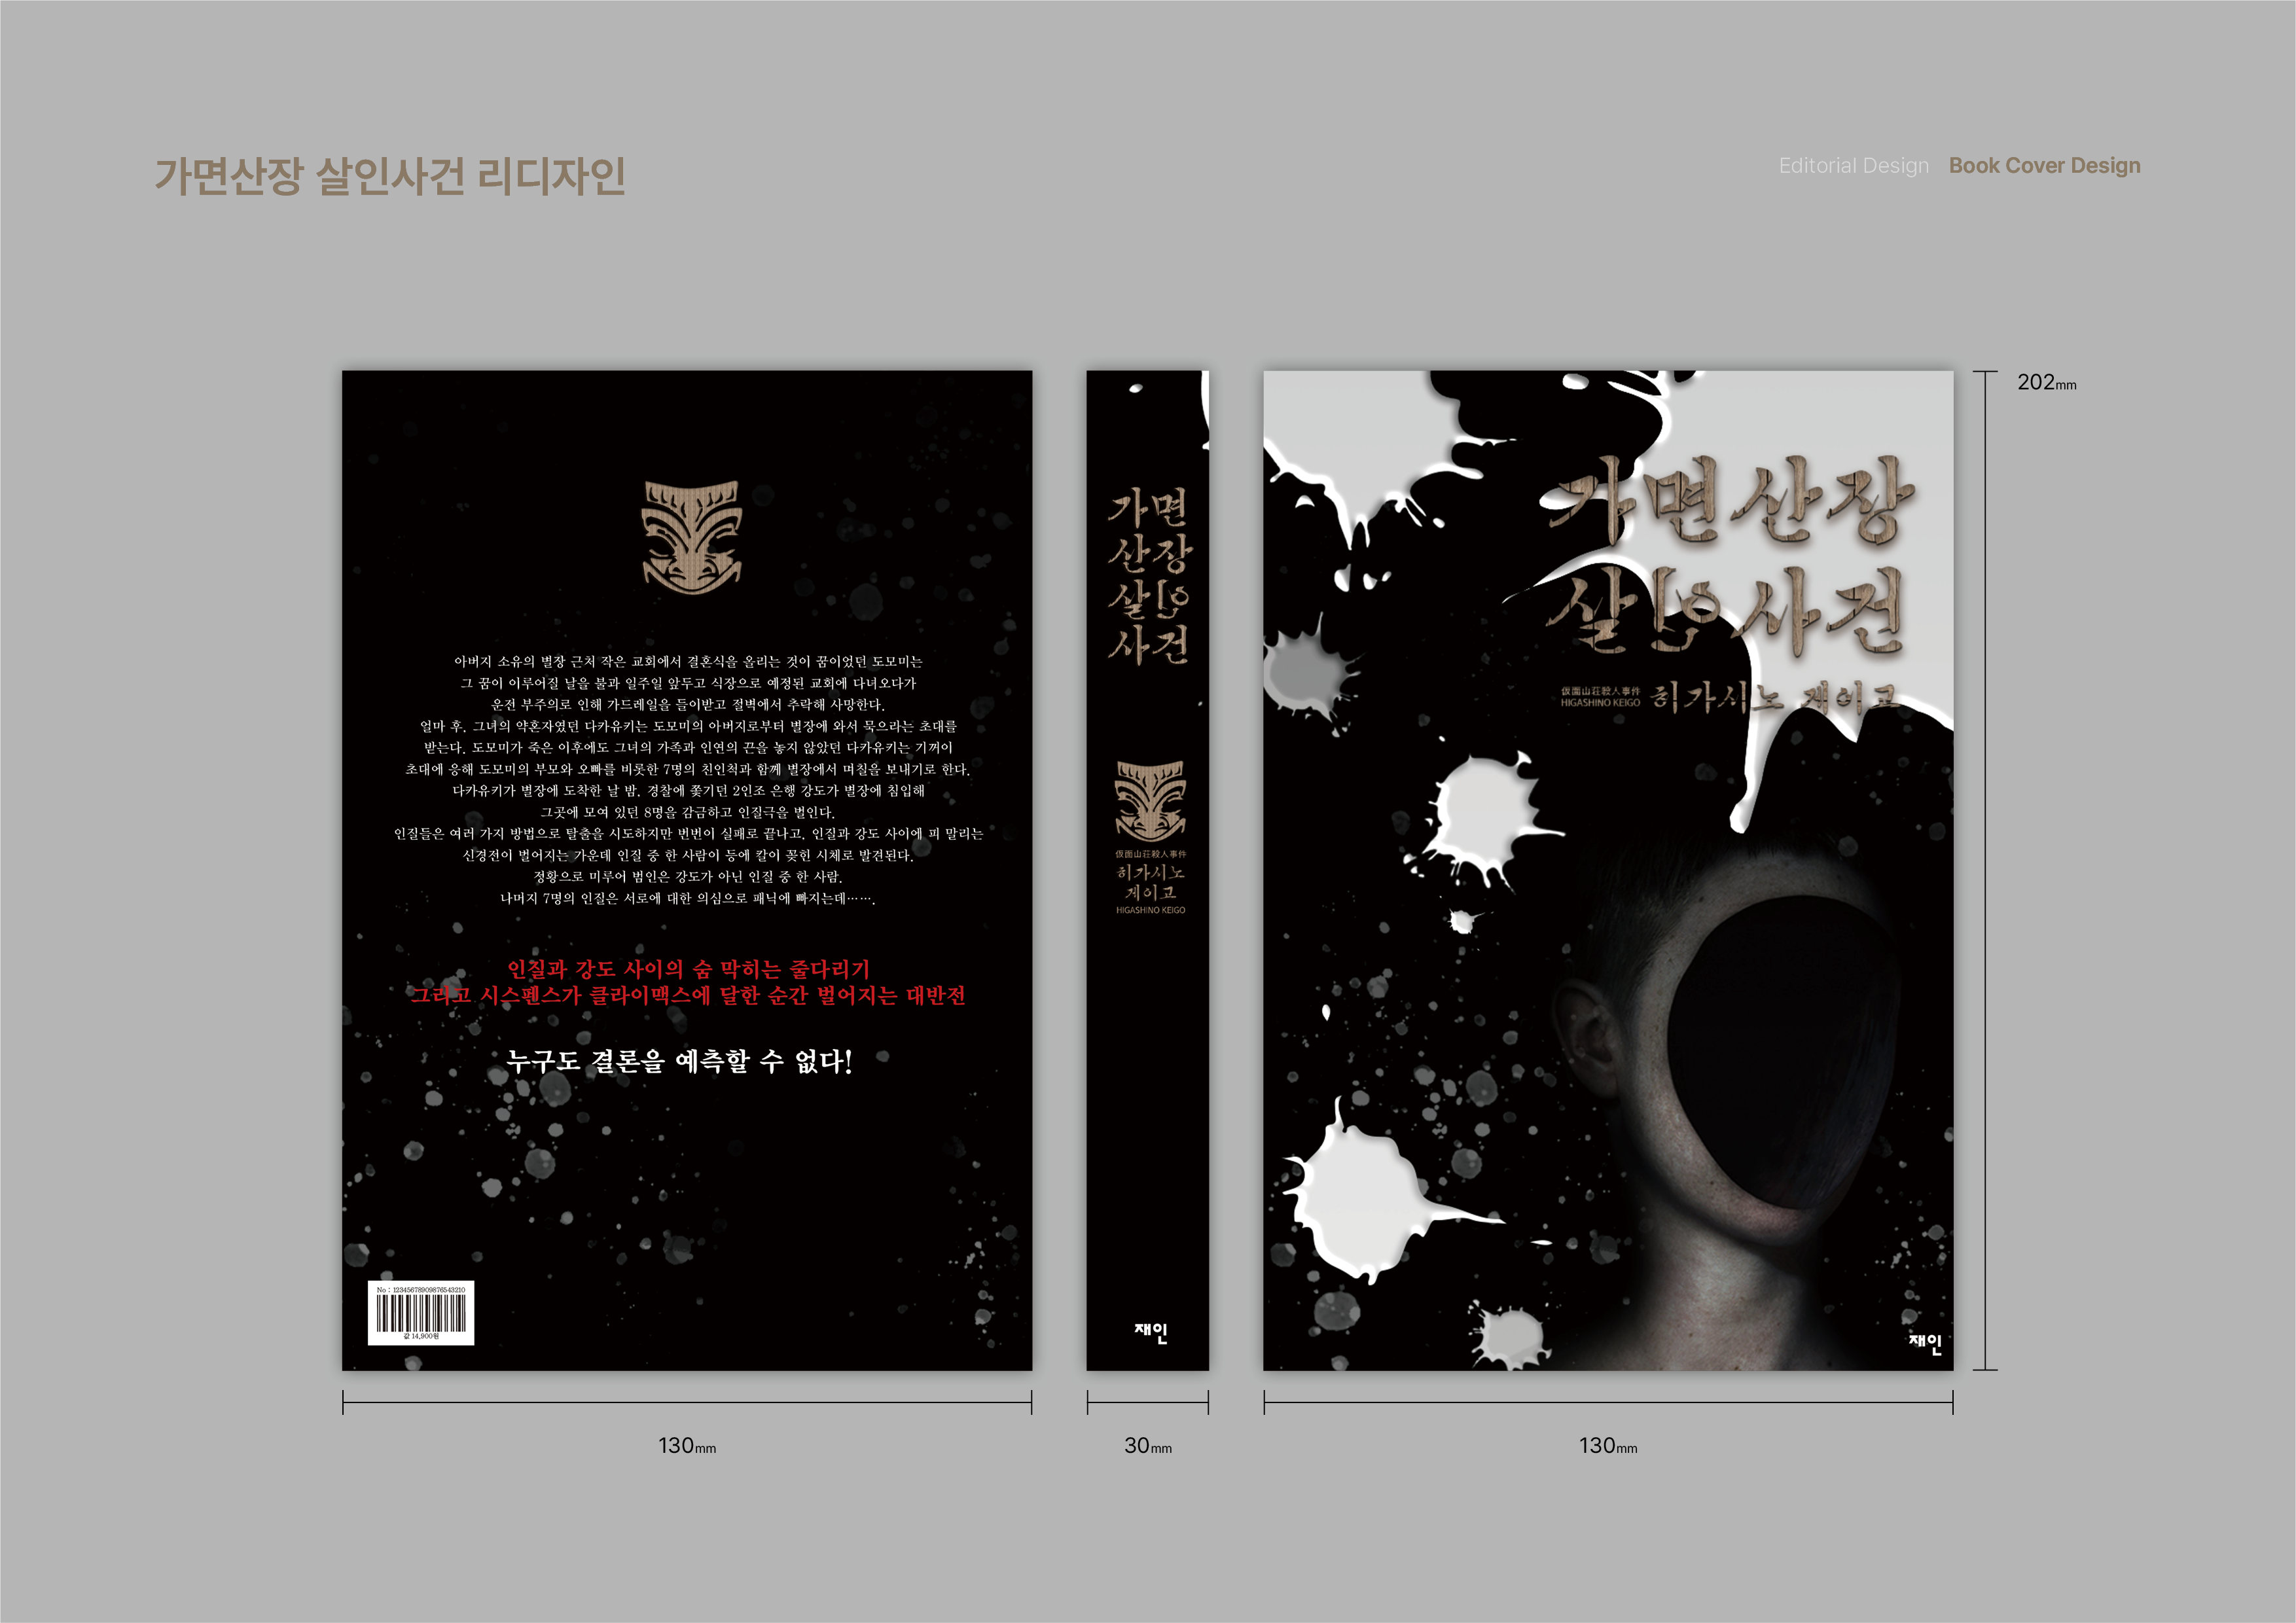 가면산장 살인사건 리디자인
Editorial Design Book Cover Design
아버지 소유의 별장 근처 작은 교회에서 결혼식을 올리는 것이 꿈이었던 도모미는
그 꿈이 이루어질 날을 불과 일주일 앞두고 식장으로 예정된 교회에 다녀오다가
운전 부주의로 인해 가드레일을 들이받고 절벽에서 추락해 사망한다.
얼마 후, 그녀의 약혼자였던 다카유키는 도모미의 아버지로부터 별장에 와서 묵으라는 초대를
받는다. 도모미가 죽은 이후에도 그녀의 가족과 인연의 끈을 놓지 않았던 다카유키는 기꺼이
초대에 응해 도모미의 부모와 오빠를 비롯한 7명의 친인척과 함께 별장에서 며칠을 보내기로 한다.
다카유키가 별장에 도착한 날 밤, 경찰에 쫓기던 2인조 은행 강도가 별장에 침입해
그곳에 모여 있던 8명을 감금하고 인질극을 벌인다.
인질들은 여러 가지 방법으로 탈출을 시도하지만 번번이 실패로 끝나고, 인질과 강도 사이에 피 말리는
신경전이 벌어지는 가운데 인질 중 한 사람이 등에 칼이 꽂힌 시체로 발견된다.
정황으로 미루어 범인은 강도가 아닌 인질 중 한 사람.
나머지 7명의 인질은 서로에 대한 의심으로 패닉에 빠지는데…….
인질과 강도 사이의 숨 막히는 줄다리기
그리고 시스펜스가 클라이맥스에 달한 순간 벌어지는 대반전
누구도 결론을 예측할 수 없다!
No : 12345678909876543210
값 14,900원
가면
산장
살인
사건
仮面山荘殺人事件
히가시노
게이고
HIGASHINO KEIGO
재인
가면산장
살인사건
仮面山荘殺人事件
HIGASHINO KEIGO
히가시노 게이고
재인
202mm
130mm
30mm
130mm